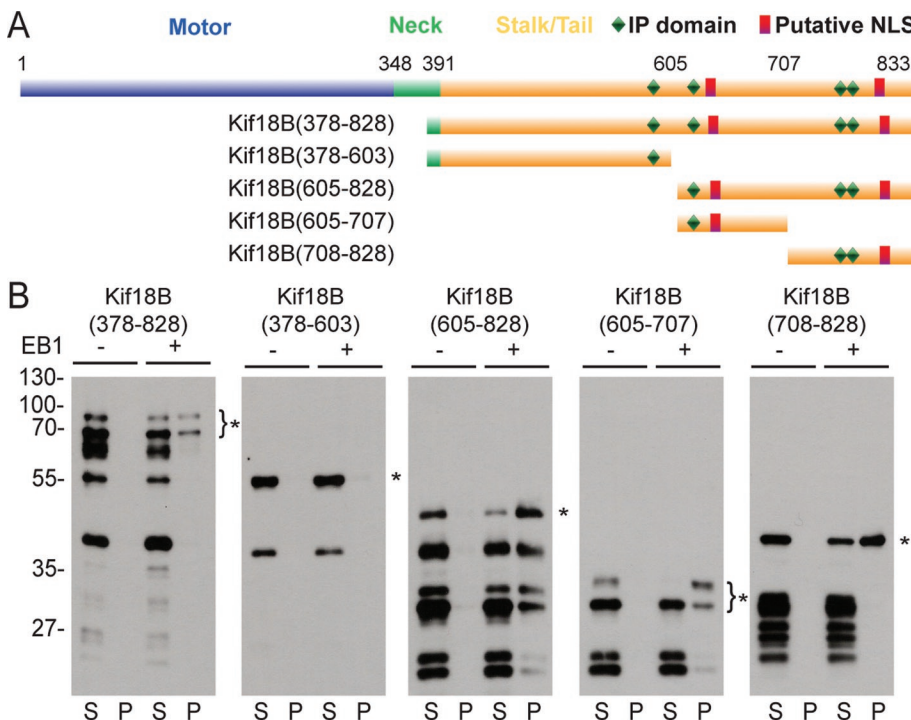 A
Motor Neck Stalk/Tail IP domain Putative NLS
1 348 391 605 707 833
Kif18B(378-828)
Kif18B(378-603)
Kif18B(605-828)
Kif18B(605-707)
Kif18B(708-828)
B
Kif18B Kif18B Kif18B Kif18B Kif18B
(378-828) (378-603) (605-828) (605-707) (708-828)
EB1 - + - + - + - + - +
130-
100-
70-
55-
35-
27-
}* * * }* *
S P S P S P S P S P S P S P S P S P S P